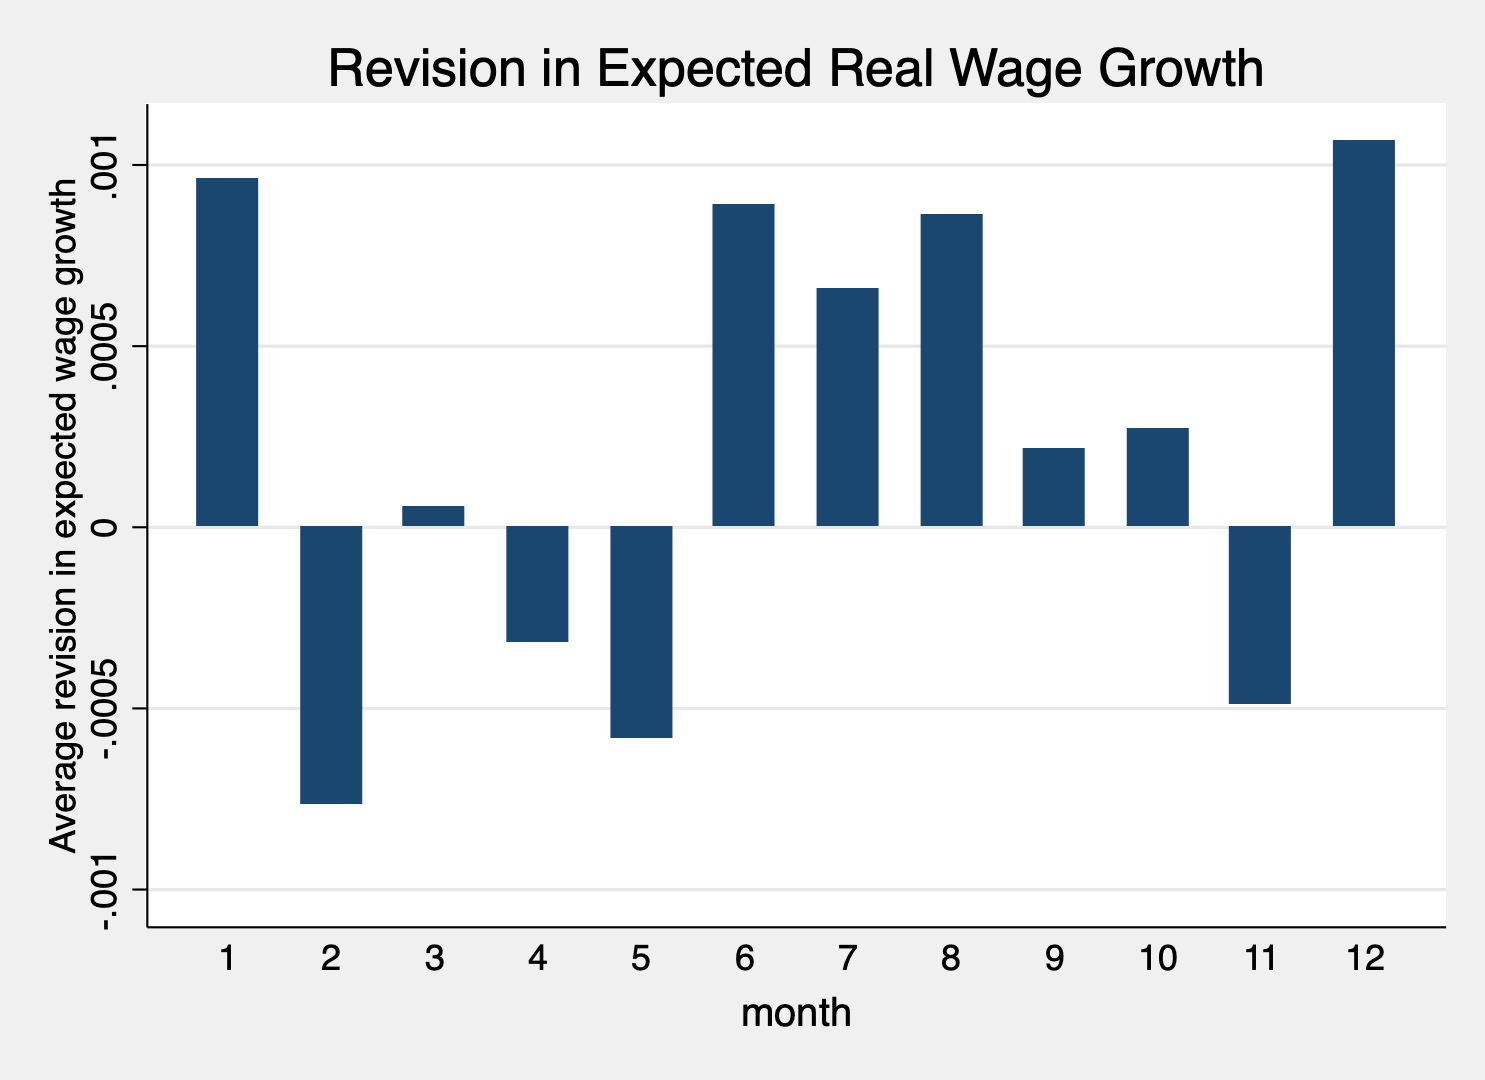 Revision in Expected Real Wage Growth
Average revision in expected wage growth
.001
.0005
0
-.0005
-.001
1 2 3 4 5 6 7 8 9 10 11 12
month